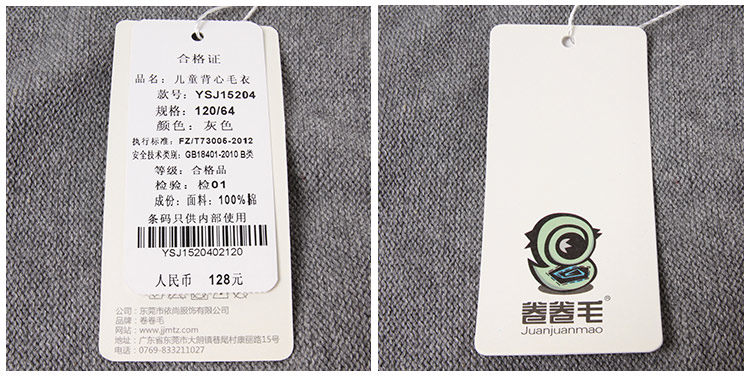 合格证
品名：儿童背心毛衣
款号：YSJ15204
规格：120/64
颜色：灰色
执行标准：FZ/T73005-2012
安全技术类别：GB18401-2010 B类
等级：合格品
检验：检01
成份：面料：100%棉
条码只供内部使用
YSJ1520402120
人民币 128元
公司：东莞市依尚服饰有限公司
品牌：卷卷毛
网站：www.jjmtz.com
地址：广东省东莞市大朗镇巷尾村康丽路15号
电话：0769-833211027
卷卷毛®
Juanjuanmao